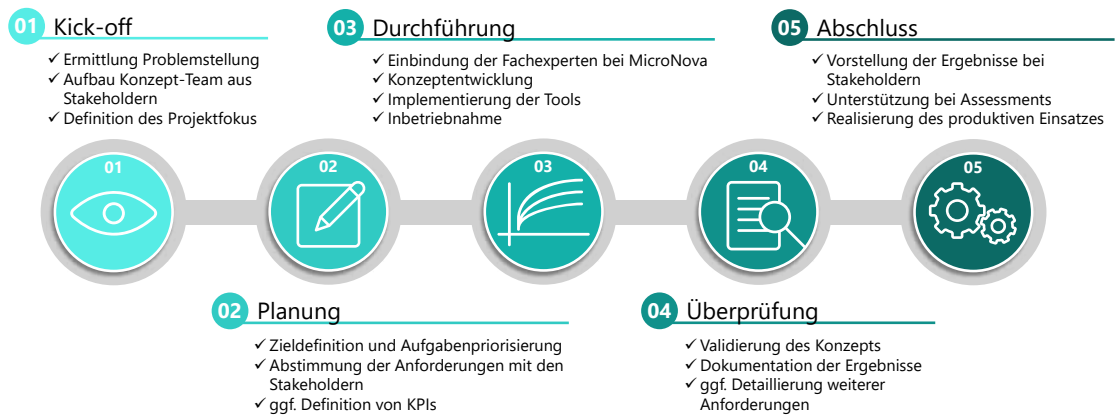 01 Kick-off
✓ Ermittlung Problemstellung
✓ Aufbau Konzept-Team aus
Stakeholdern
✓ Definition des Projektfokus
03 Durchführung
✓ Einbindung der Fachexperten bei MicroNova
✓ Konzeptentwicklung
✓ Implementierung der Tools
✓ Inbetriebnahme
05 Abschluss
✓ Vorstellung der Ergebnisse bei
Stakeholdern
✓ Unterstützung bei Assessments
✓ Realisierung des produktiven Einsatzes
01
02
03
04
05
02 Planung
✓ Zieldefinition und Aufgabenpriorisierung
✓ Abstimmung der Anforderungen mit den
Stakeholdern
✓ ggf. Definition von KPIs
04 Überprüfung
✓ Validierung des Konzepts
✓ Dokumentation der Ergebnisse
✓ ggf. Detaillierung weiterer
Anforderungen